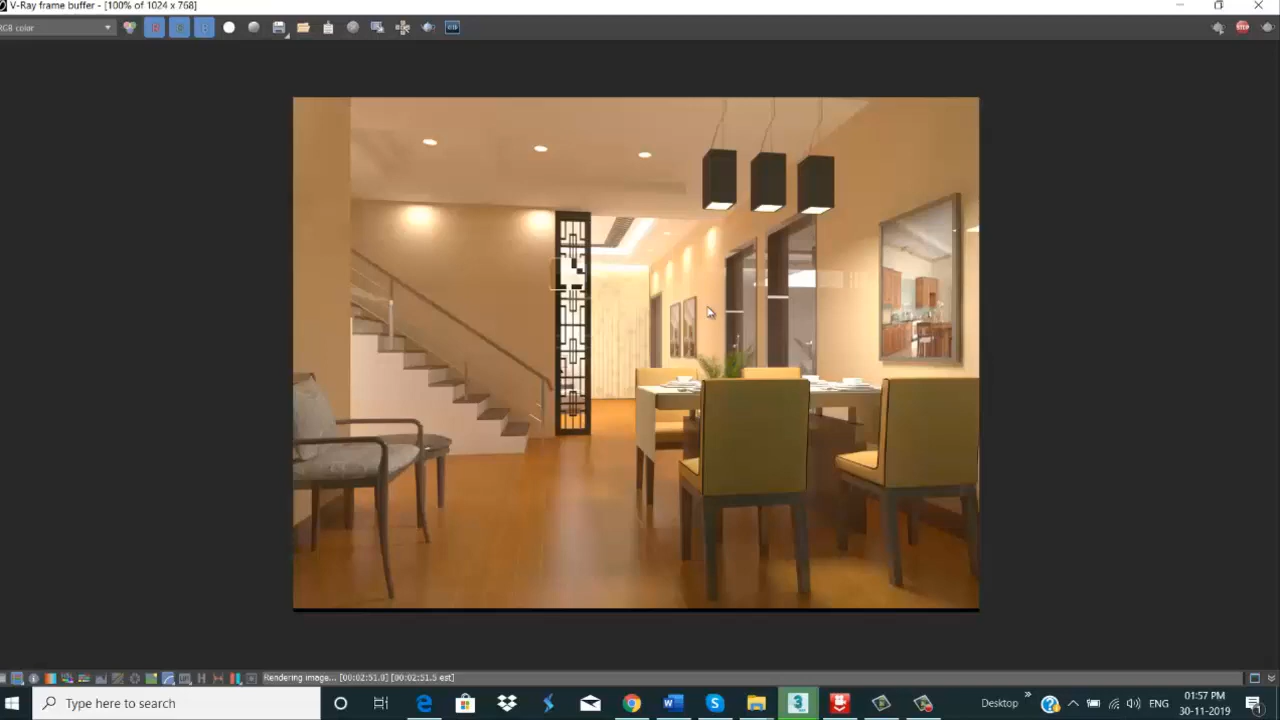 V-Ray frame buffer - [100% of 1024 x 768]
RGB color
STOP
Rendering image... [00:02:51.0] [00:02:51.5 est]
Type here to search
Desktop
ENG
01:57 PM
30-11-2019